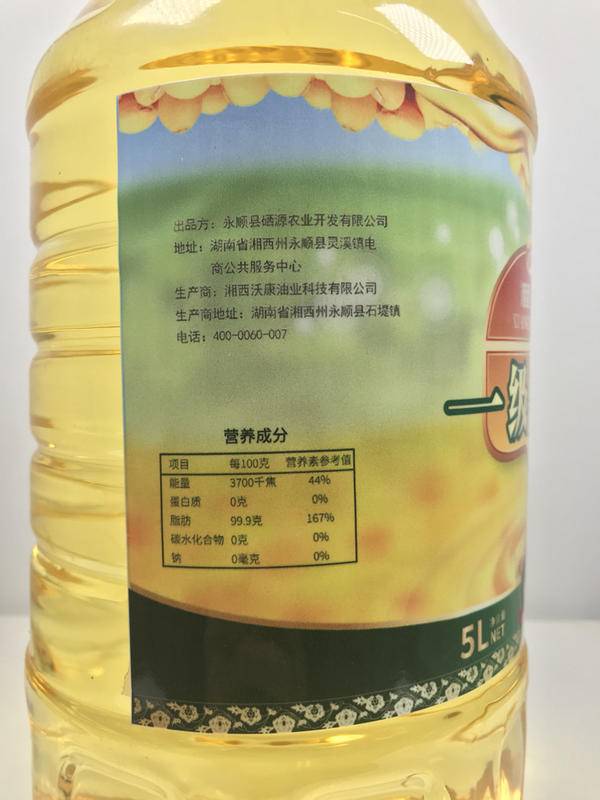 出品方：永顺县硒源农业开发有限公司
地址：湖南省湘西州永顺县灵溪镇电
商公共服务中心
生产商：湘西沃康油业科技有限公司
生产商地址：湖南省湘西州永顺县石堤镇
电话：400-0060-007
一级
营养成分
项目 每100克 营养素参考值
能量 3700千焦 44%
蛋白质 0克 0%
脂肪 99.9克 167%
碳水化合物 0克 0%
钠 0毫克 0%
5L 净含量
NET